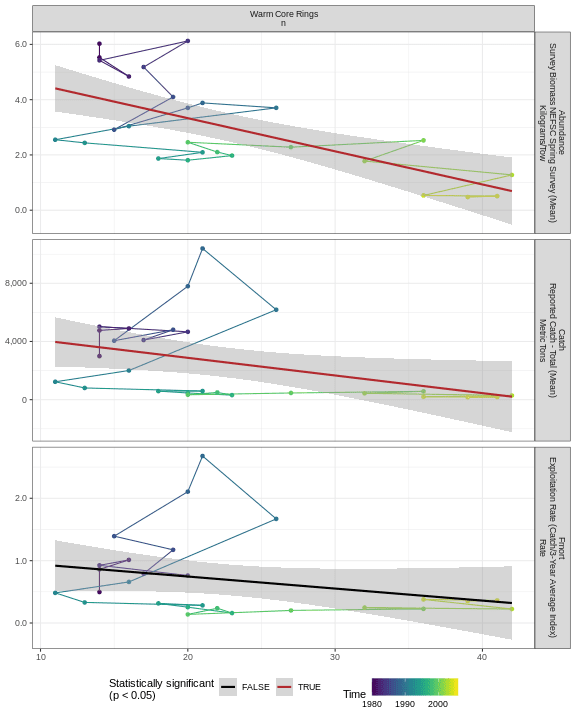 Warm Core Rings
n
6.0
4.0
2.0
0.0
Abundance
Survey Biomass NEFSC Spring Survey (Mean)
Kilograms/Tow
8,000
4,000
0
Catch
Reported Catch - Total (Mean)
Metric Tons
2.0
1.0
0.0
Fmort
Exploitation Rate (Catch/3-Year Average Index)
Rate
10
20
30
40
Statistically significant
(p < 0.05)
FALSE
TRUE
Time
1980
1990
2000